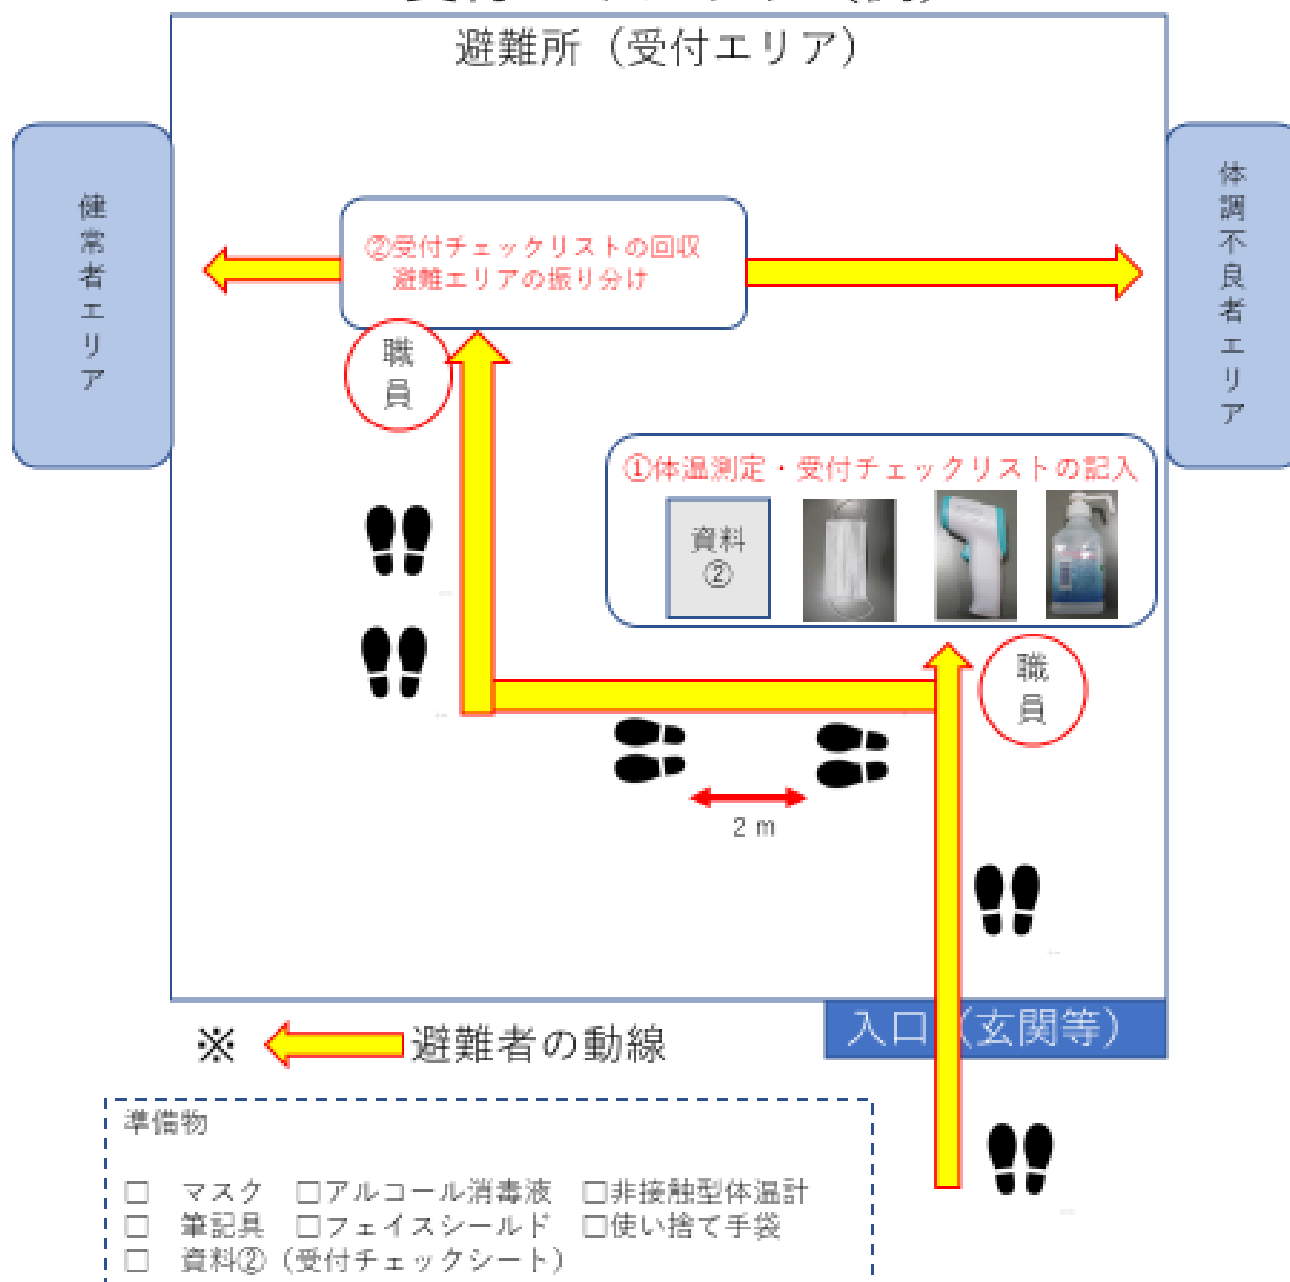 避難所（受付エリア）
健常者エリア
体調不良者エリア
②受付チェックリストの回収
避難エリアの振り分け
職員
①体温測定・受付チェックリストの記入
資料
②
職員
2 m
入口（玄関等）
※ 避難者の動線
準備物
□ マスク □アルコール消毒液 □非接触型体温計
□ 筆記具 □フェイスシールド □使い捨て手袋
□ 資料②（受付チェックシート）